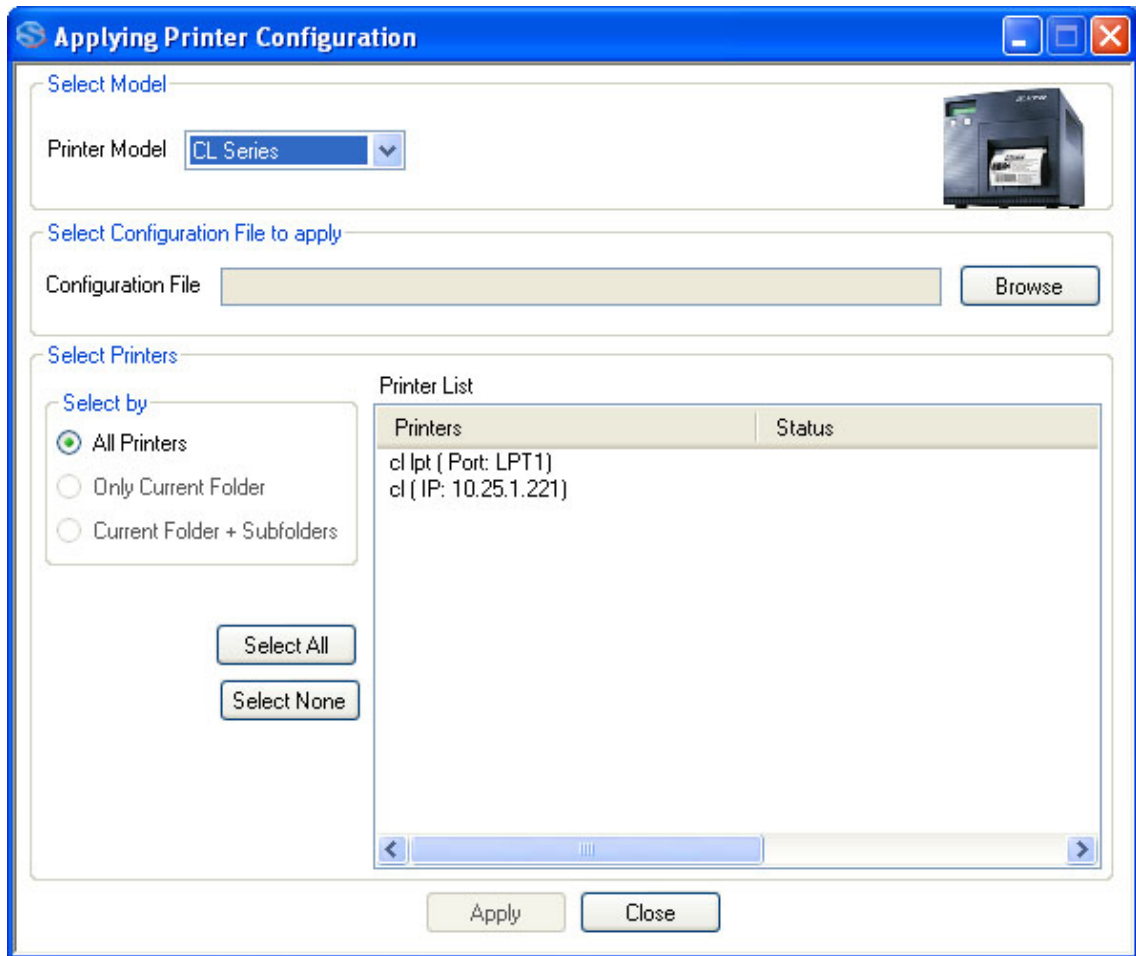 Applying Printer Configuration
Select Model
Printer Model CL Series
Select Configuration File to apply
Configuration File Browse
Select Printers
Select by
All Printers
Only Current Folder
Current Folder + Subfolders
Select All
Select None
Printer List
Printers Status
cl lpt ( Port: LPT1)
cl ( IP: 10.25.1.221)
Apply Close